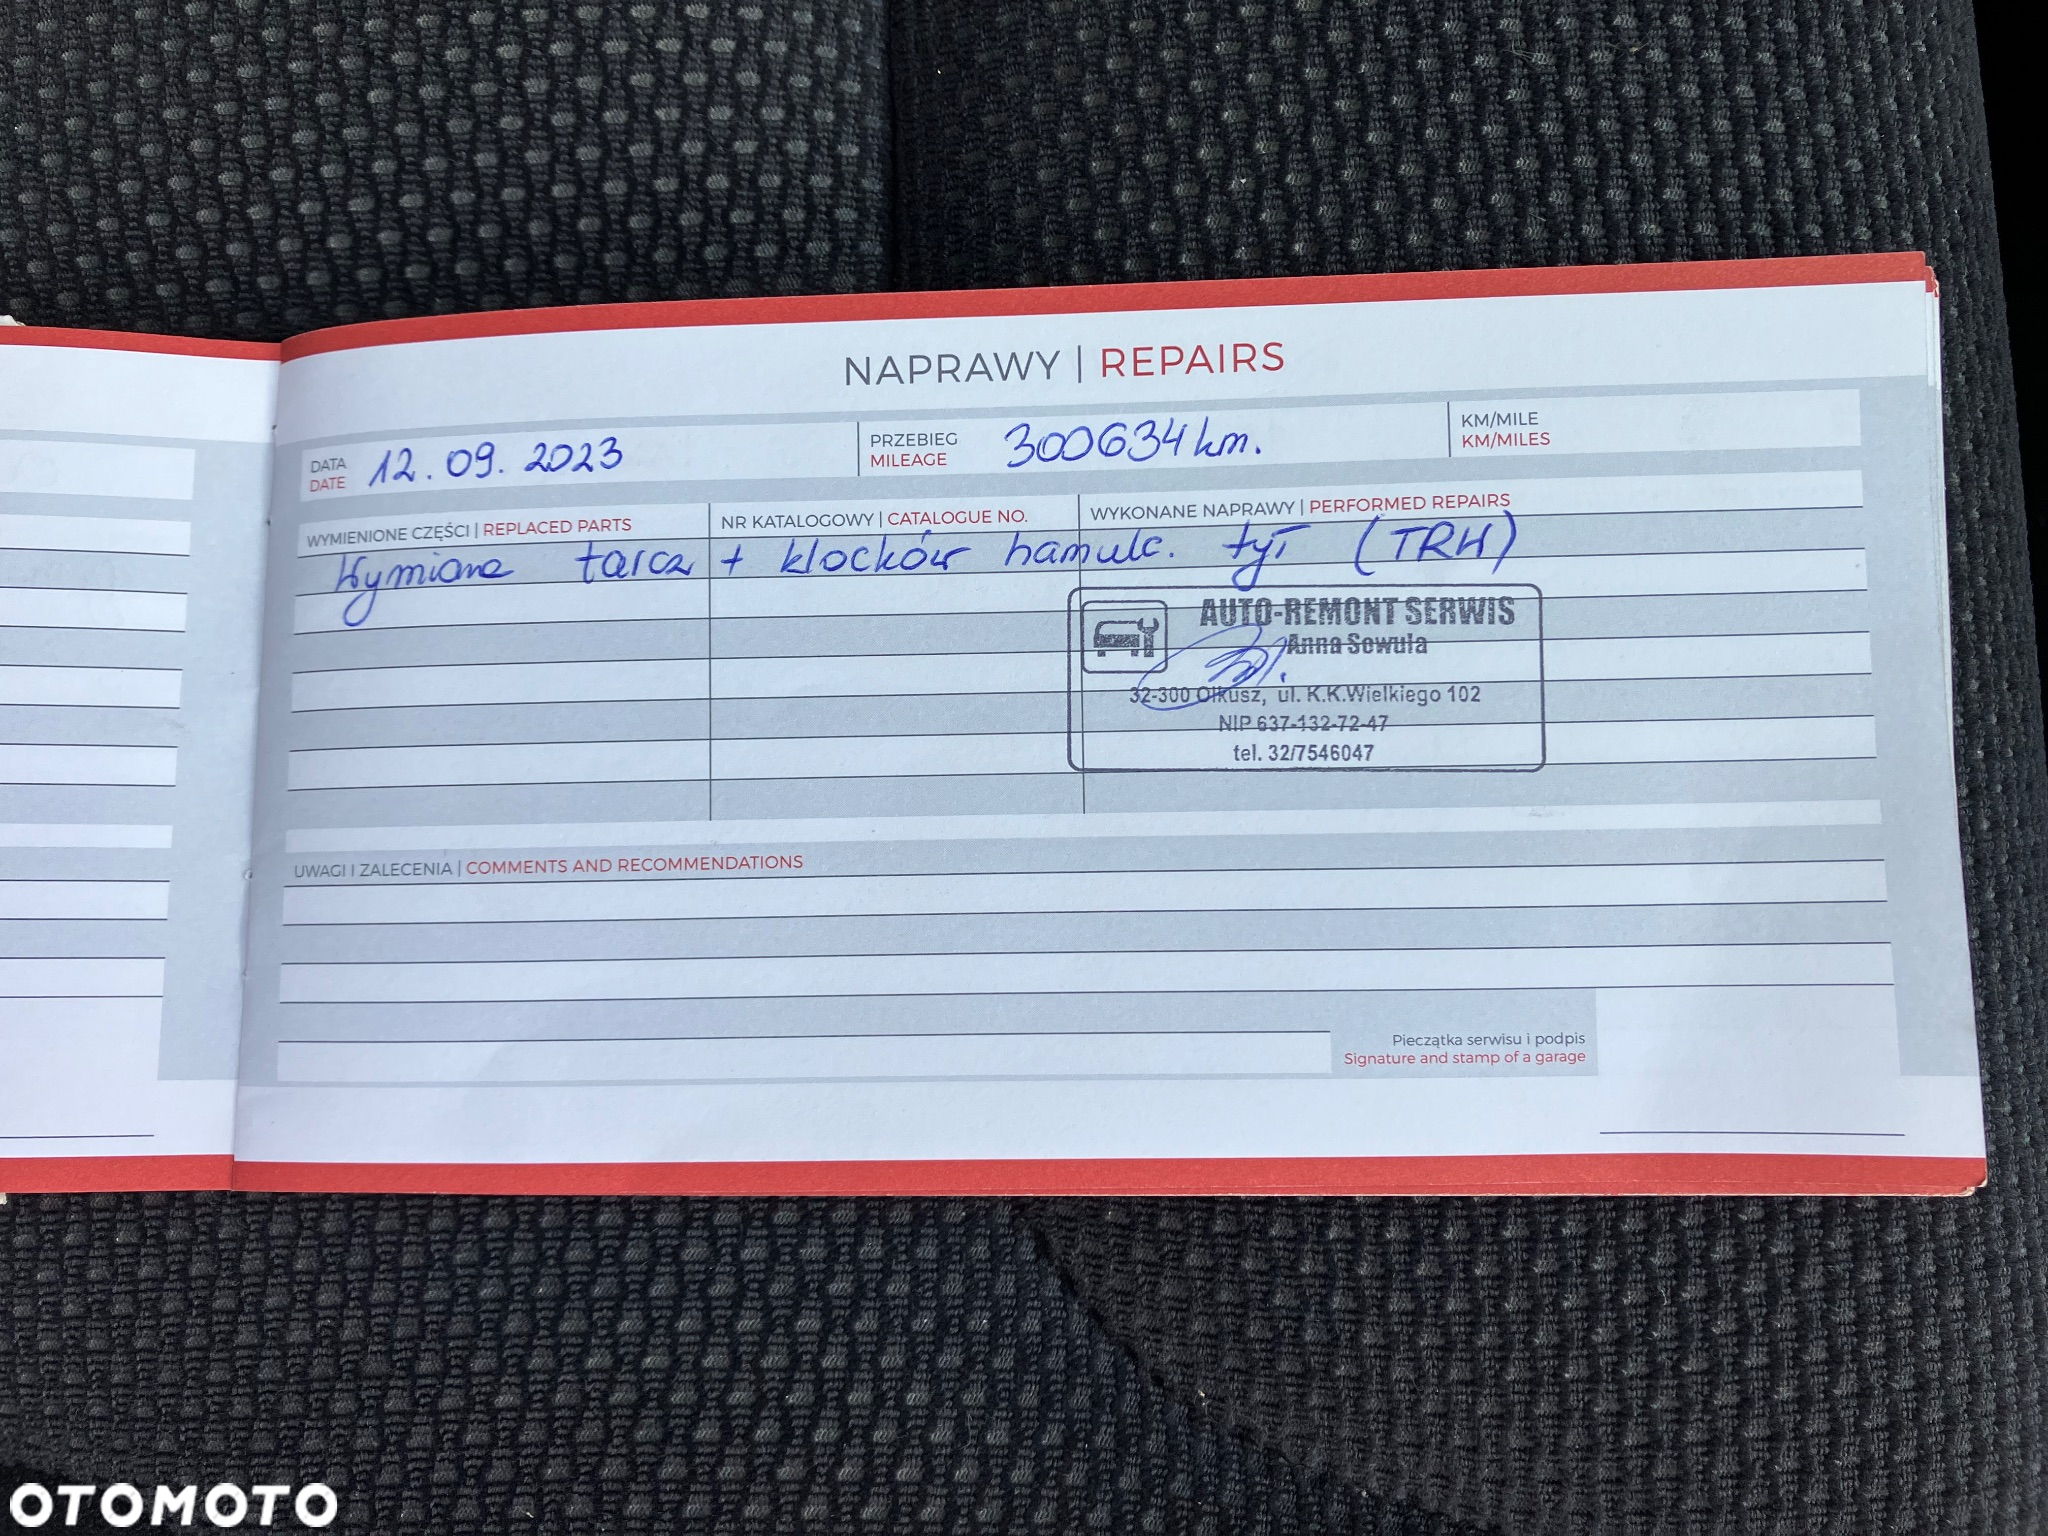 NAPRAWY | REPAIRS
DATA
DATE
12.09.2023
PRZEBIEG
MILEAGE
300634 km.
KM/MILE
KM/MILES
WYMIENIONE CZĘŚCI | REPLACED PARTS
NR KATALOGOWY | CATALOGUE NO.
WYKONANE NAPRAWY | PERFORMED REPAIRS
Wymiana tarcz + klocków hamulc. tył (TRH)
AUTO-REMONT SERWIS
Anna Sowula
32-300 Olkusz, ul. K.K.Wielkiego 102
NIP 637-132-72-47
tel. 32/7546047
UWAGI I ZALECENIA | COMMENTS AND RECOMMENDATIONS
Pieczątka serwisu i podpis
Signature and stamp of a garage
OTOMOTO